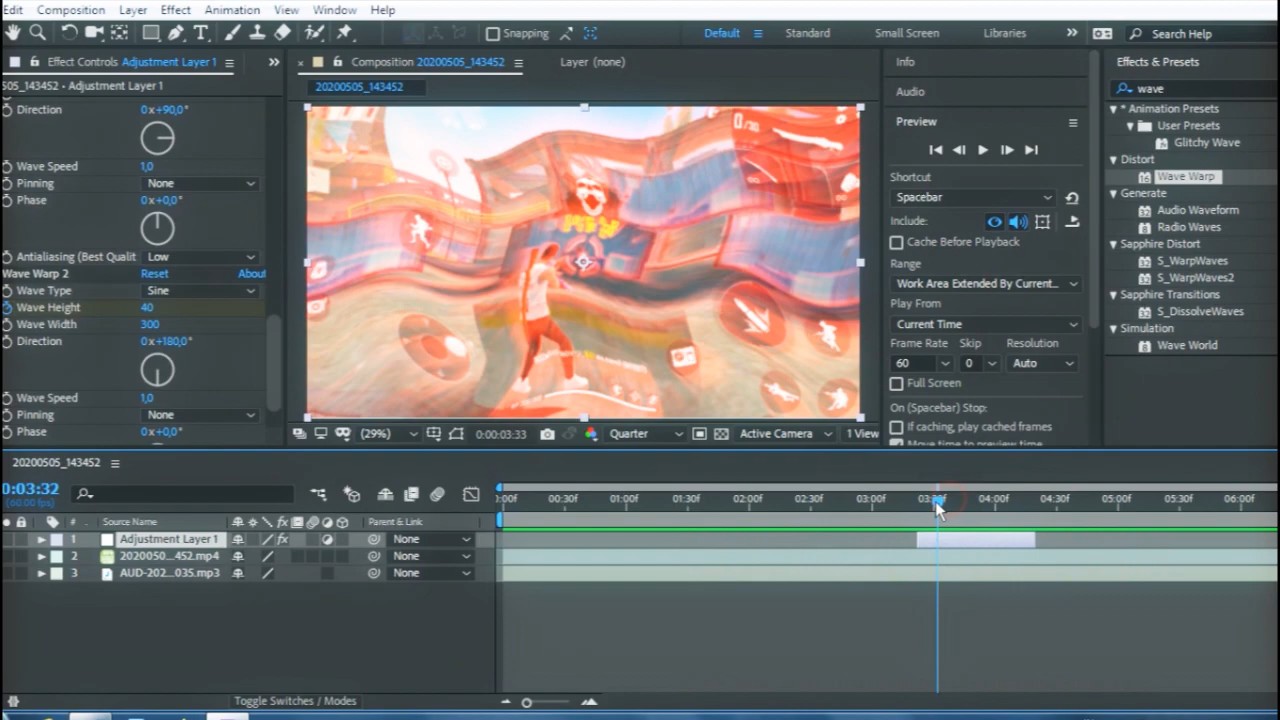 Edit Composition Layer Effect Animation View Window Help
Snapping Default Standard Small Screen Libraries Search Help
Effect Controls Adjustment Layer 1
505_143452 • Adjustment Layer 1
Direction 0x+90,0°
Wave Speed 1,0
Pinning None
Phase 0x+0,0°
Antialiasing (Best Qualit Low
Wave Warp 2 Reset About
Wave Type Sine
Wave Height 40
Wave Width 300
Direction 0x+180,0°
Wave Speed 1,0
Pinning None
Phase 0x+0,0°
Composition 20200505_143452 Layer (none)
20200505_143452
(29%) 0:00:03:33 Quarter Active Camera 1 View
Info
Audio
Preview
Shortcut
Spacebar
Include:
Cache Before Playback
Range
Work Area Extended By Current...
Play From
Current Time
Frame Rate Skip Resolution
60 0 Auto
Full Screen
On (Spacebar) Stop:
If caching, play cached frames
Move time to preview time
Effects & Presets
wave
* Animation Presets
User Presets
Glitchy Wave
Distort
Wave Warp
Generate
Audio Waveform
Radio Waves
Sapphire Distort
S_WarpWaves
S_WarpWaves2
Sapphire Transitions
S_DissolveWaves
Simulation
Wave World
20200505_143452
0:03:32
(60.00 fps)
:00f 00:30f 01:00f 01:30f 02:00f 02:30f 03:00f 03:30f 04:00f 04:30f 05:00f 05:30f 06:00f
# Source Name Parent & Link
1 Adjustment Layer 1 None
2 2020050...452.mp4 None
3 AUD-202...035.mp3 None
Toggle Switches / Modes